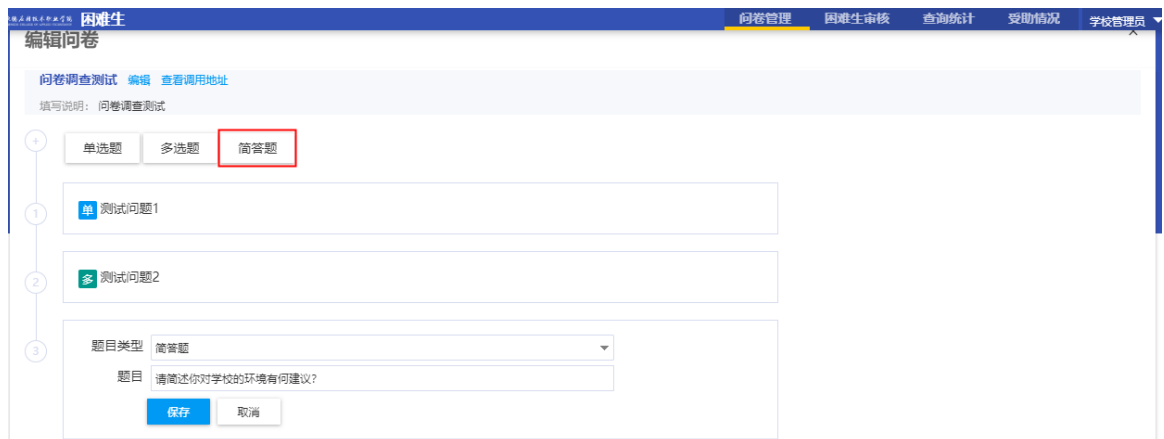 困难生 问卷管理 困难生审核 查询统计 受助情况 学校管理员
编辑问卷
问卷调查测试 编辑 查看调用地址
填写说明： 问卷调查测试
+ 单选题 多选题 简答题
1 单 测试问题1
2 多 测试问题2
3 题目类型 简答题
题目 请简述你对学校的环境有何建议?
保存 取消